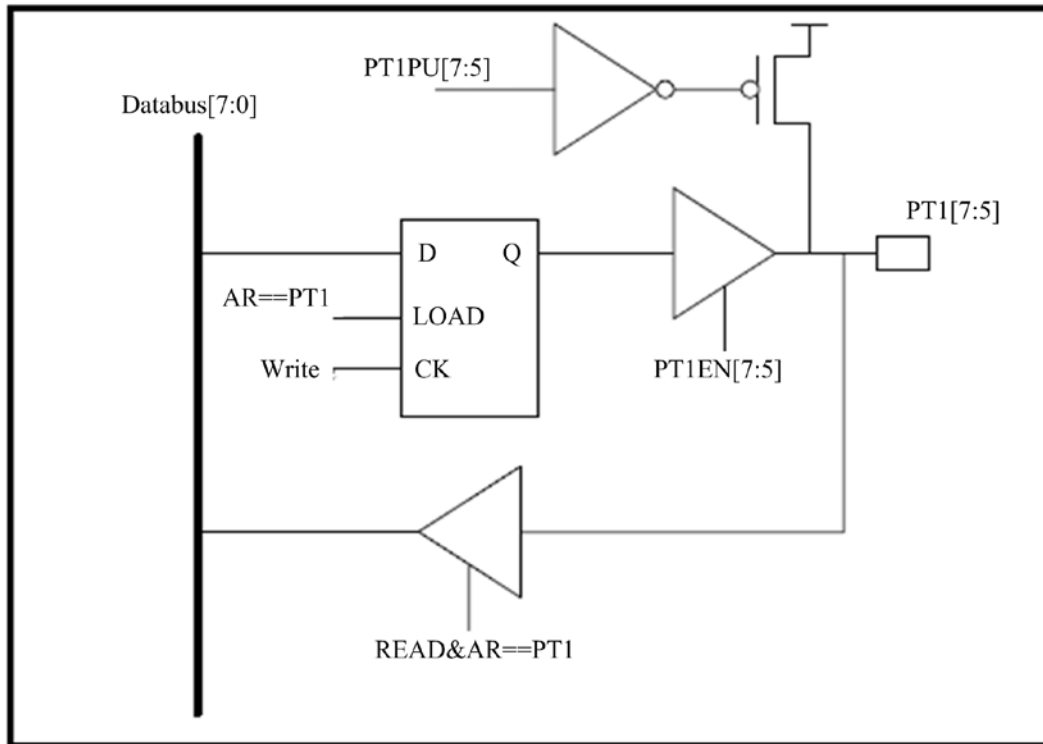 PT1PU[7:5]
Databus[7:0]
PT1[7:5]
D
Q
AR==PT1
LOAD
Write
CK
PT1EN[7:5]
READ&AR==PT1